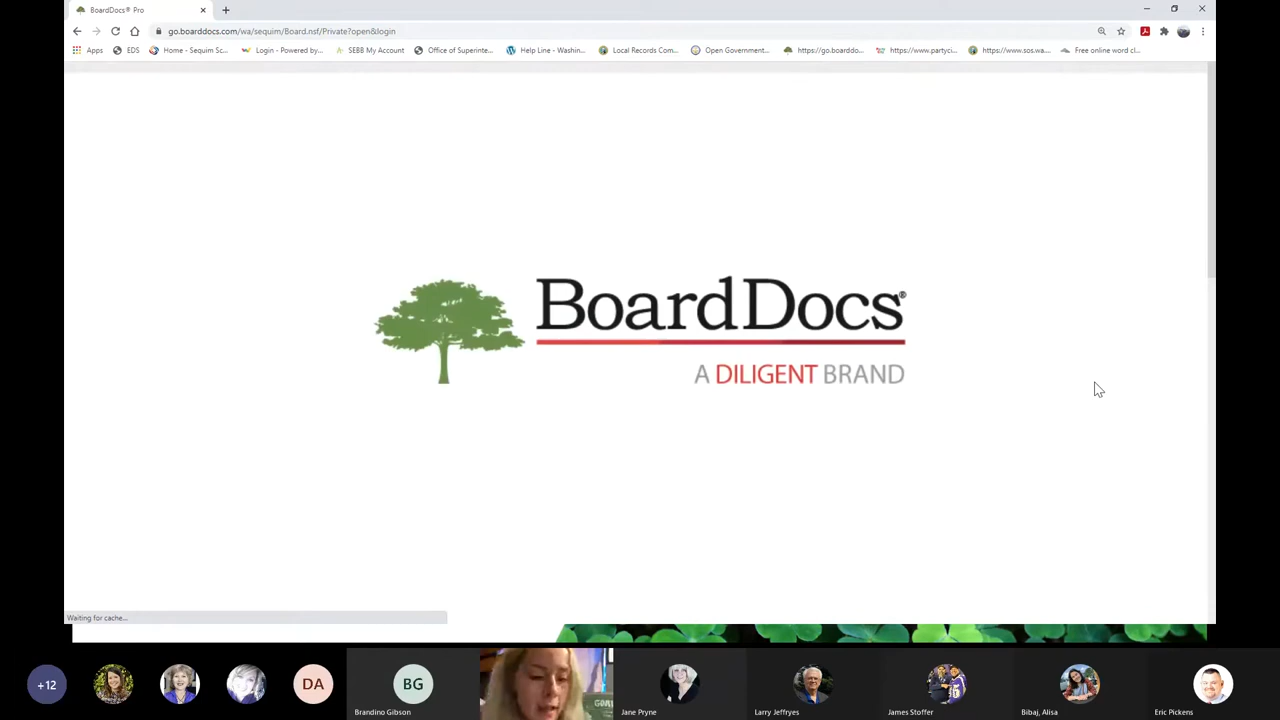 BoardDocs® Pro
go.boarddocs.com/wa/sequim/Board.nsf/Private?open&login
Apps EDS Home - Sequim Sc... Login - Powered by... SEBB My Account Office of Superinte... Help Line - Washin... Local Records Com... Open Government... https://go.boarddo... https://www.partyci... https://www.sos.wa.... Free online word cl...
BoardDocs®
A DILIGENT BRAND
Waiting for cache...
+12 DA BG
Brandino Gibson Jane Pryne Larry Jeffryes James Stoffer Bibaj, Alisa Eric Pickens